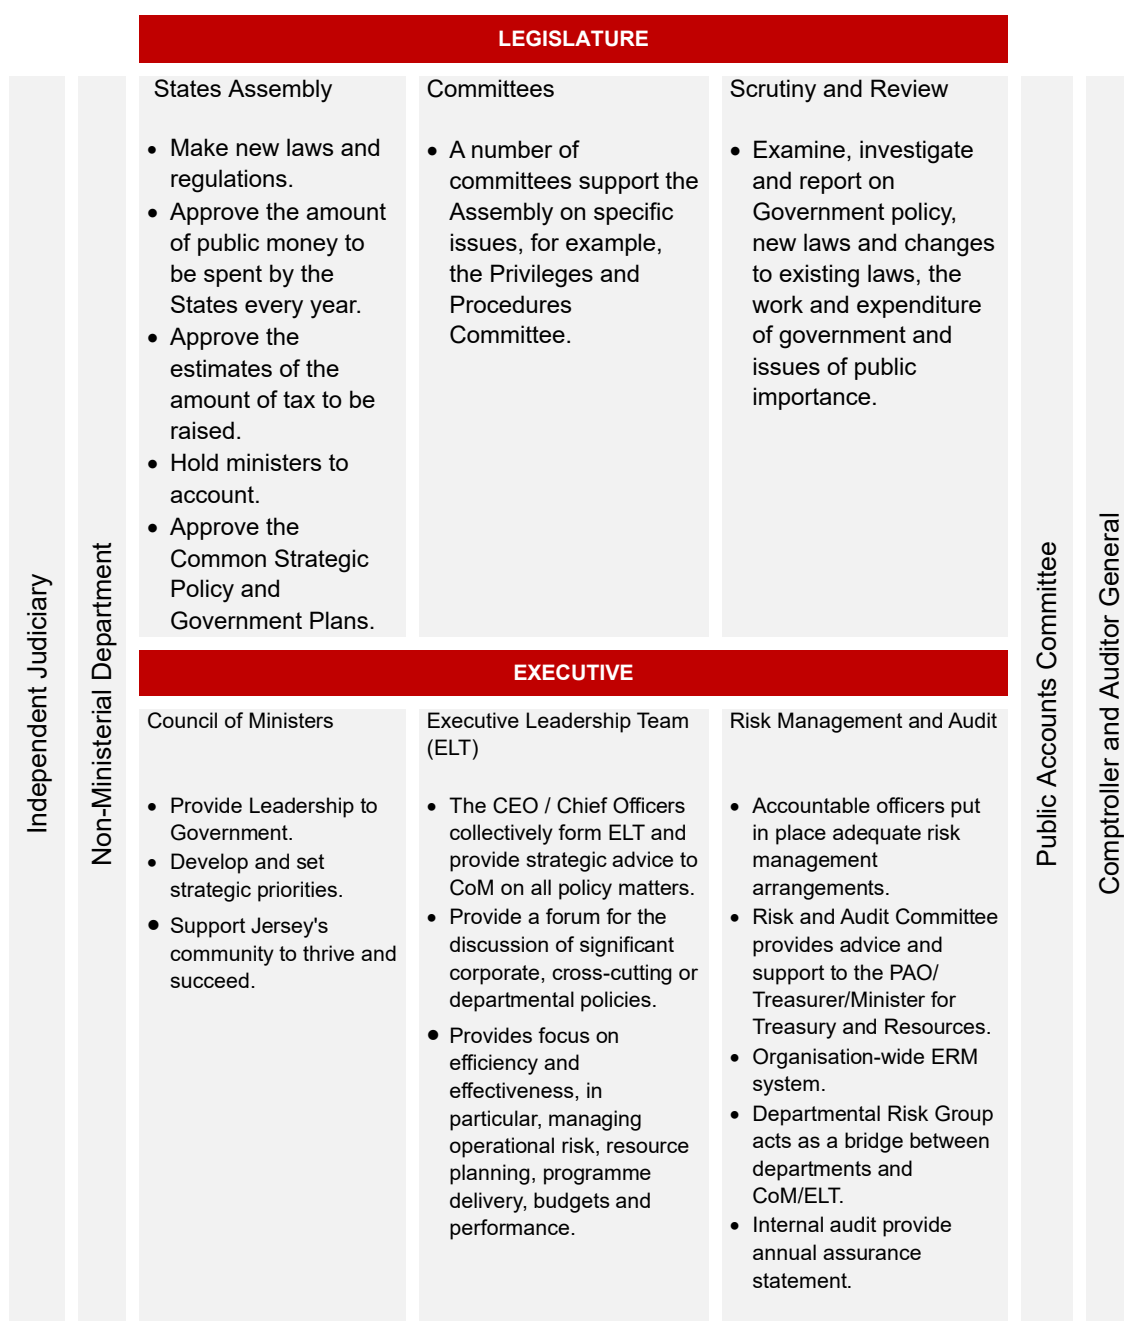 LEGISLATURE
States Assembly
• Make new laws and
regulations.
• Approve the amount
of public money to
be spent by the
States every year.
• Approve the
estimates of the
amount of tax to be
raised.
• Hold ministers to
account.
• Approve the
Common Strategic
Policy and
Government Plans.
Committees
• A number of
committees support the
Assembly on specific
issues, for example,
the Privileges and
Procedures
Committee.
Scrutiny and Review
• Examine, investigate
and report on
Government policy,
new laws and changes
to existing laws, the
work and expenditure
of government and
issues of public
importance.
Independent Judiciary
Non-Ministerial Department
EXECUTIVE
Council of Ministers
• Provide Leadership to
Government.
• Develop and set
strategic priorities.
• Support Jersey's
community to thrive and
succeed.
Executive Leadership Team
(ELT)
• The CEO / Chief Officers
collectively form ELT and
provide strategic advice to
CoM on all policy matters.
• Provide a forum for the
discussion of significant
corporate, cross-cutting or
departmental policies.
• Provides focus on
efficiency and
effectiveness, in
particular, managing
operational risk, resource
planning, programme
delivery, budgets and
performance.
Risk Management and Audit
• Accountable officers put
in place adequate risk
management
arrangements.
• Risk and Audit Committee
provides advice and
support to the PAO/
Treasurer/Minister for
Treasury and Resources.
• Organisation-wide ERM
system.
• Departmental Risk Group
acts as a bridge between
departments and
CoM/ELT.
• Internal audit provide
annual assurance
statement.
Public Accounts Committee
Comptroller and Auditor General